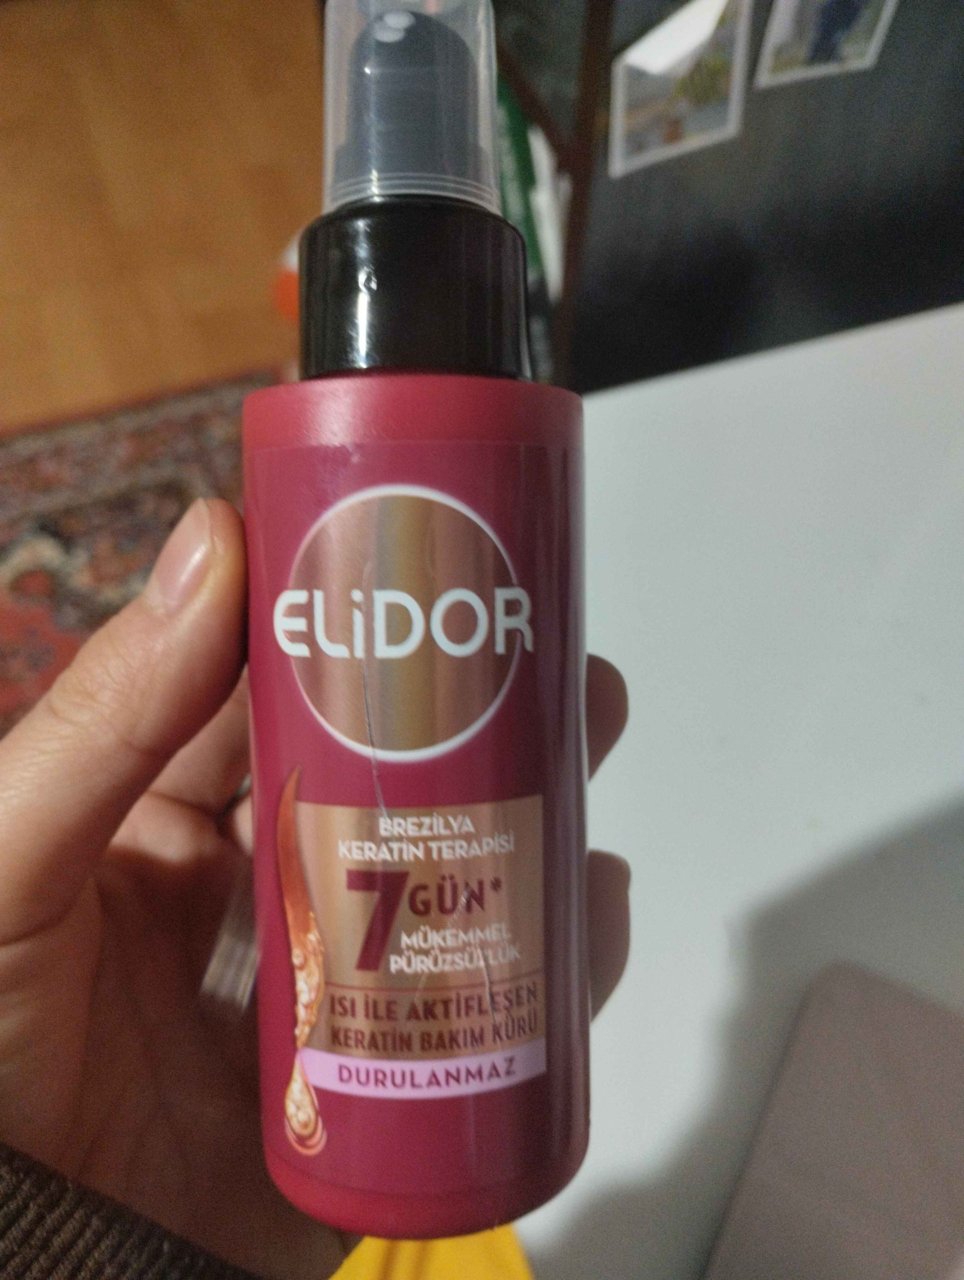 ELiDOR
BREZİLYA
KERATİN TERAPİSİ
7 GÜN*
MÜKEMMEL
PÜRÜZSÜZLÜK
ISI İLE AKTİFLEŞEN
KERATİN BAKIM KÜRÜ
DURULANMAZ